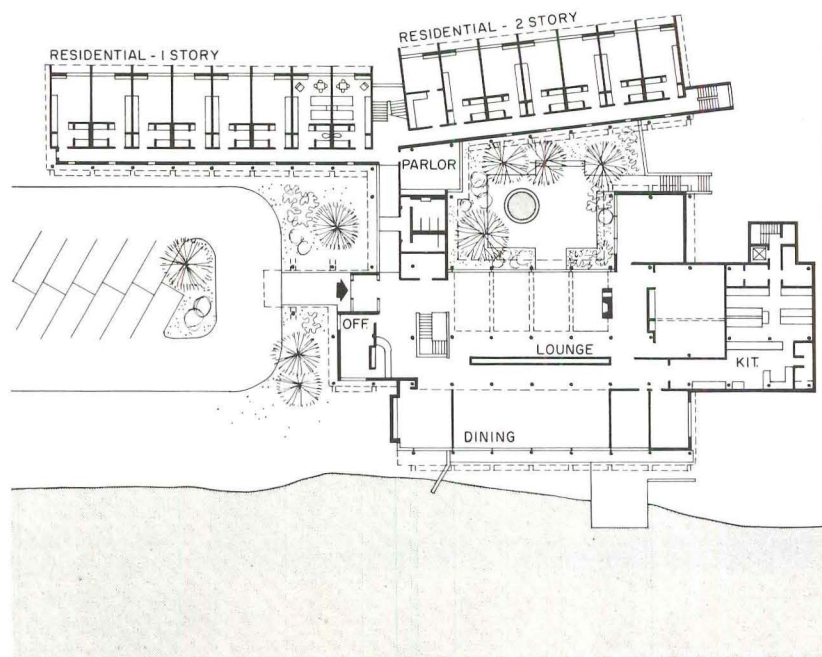 RESIDENTIAL - 1 STORY
RESIDENTIAL - 2 STORY
PARLOR
OFF.
LOUNGE
KIT.
DINING